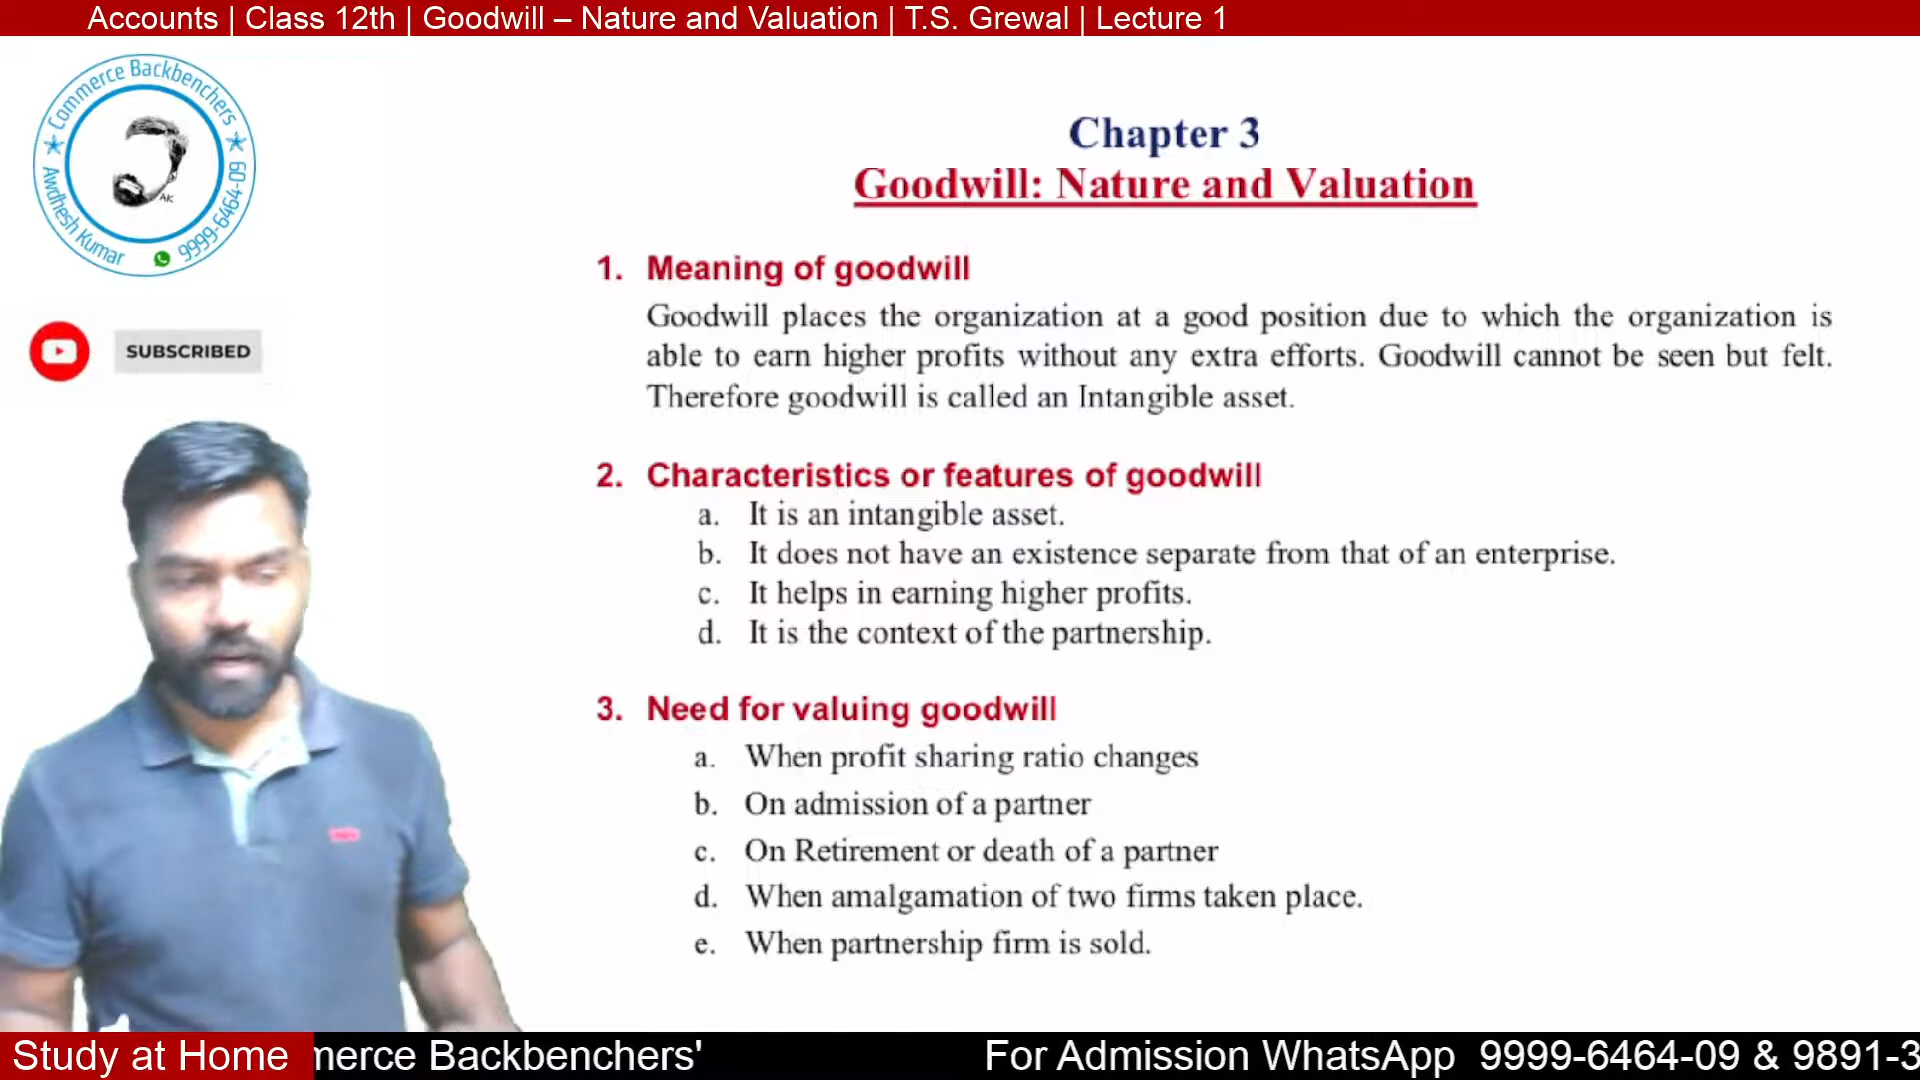 Accounts | Class 12th | Goodwill – Nature and Valuation | T.S. Grewal | Lecture 1
Commerce Backbenchers
Awdhesh Kumar
9999-6464-09
AK
SUBSCRIBED
Chapter 3
Goodwill: Nature and Valuation
1. Meaning of goodwill
Goodwill places the organization at a good position due to which the organization is
able to earn higher profits without any extra efforts. Goodwill cannot be seen but felt.
Therefore goodwill is called an Intangible asset.
2. Characteristics or features of goodwill
a. It is an intangible asset.
b. It does not have an existence separate from that of an enterprise.
c. It helps in earning higher profits.
d. It is the context of the partnership.
3. Need for valuing goodwill
a. When profit sharing ratio changes
b. On admission of a partner
c. On Retirement or death of a partner
d. When amalgamation of two firms taken place.
e. When partnership firm is sold.
Study at Home merce Backbenchers' For Admission WhatsApp 9999-6464-09 & 9891-3